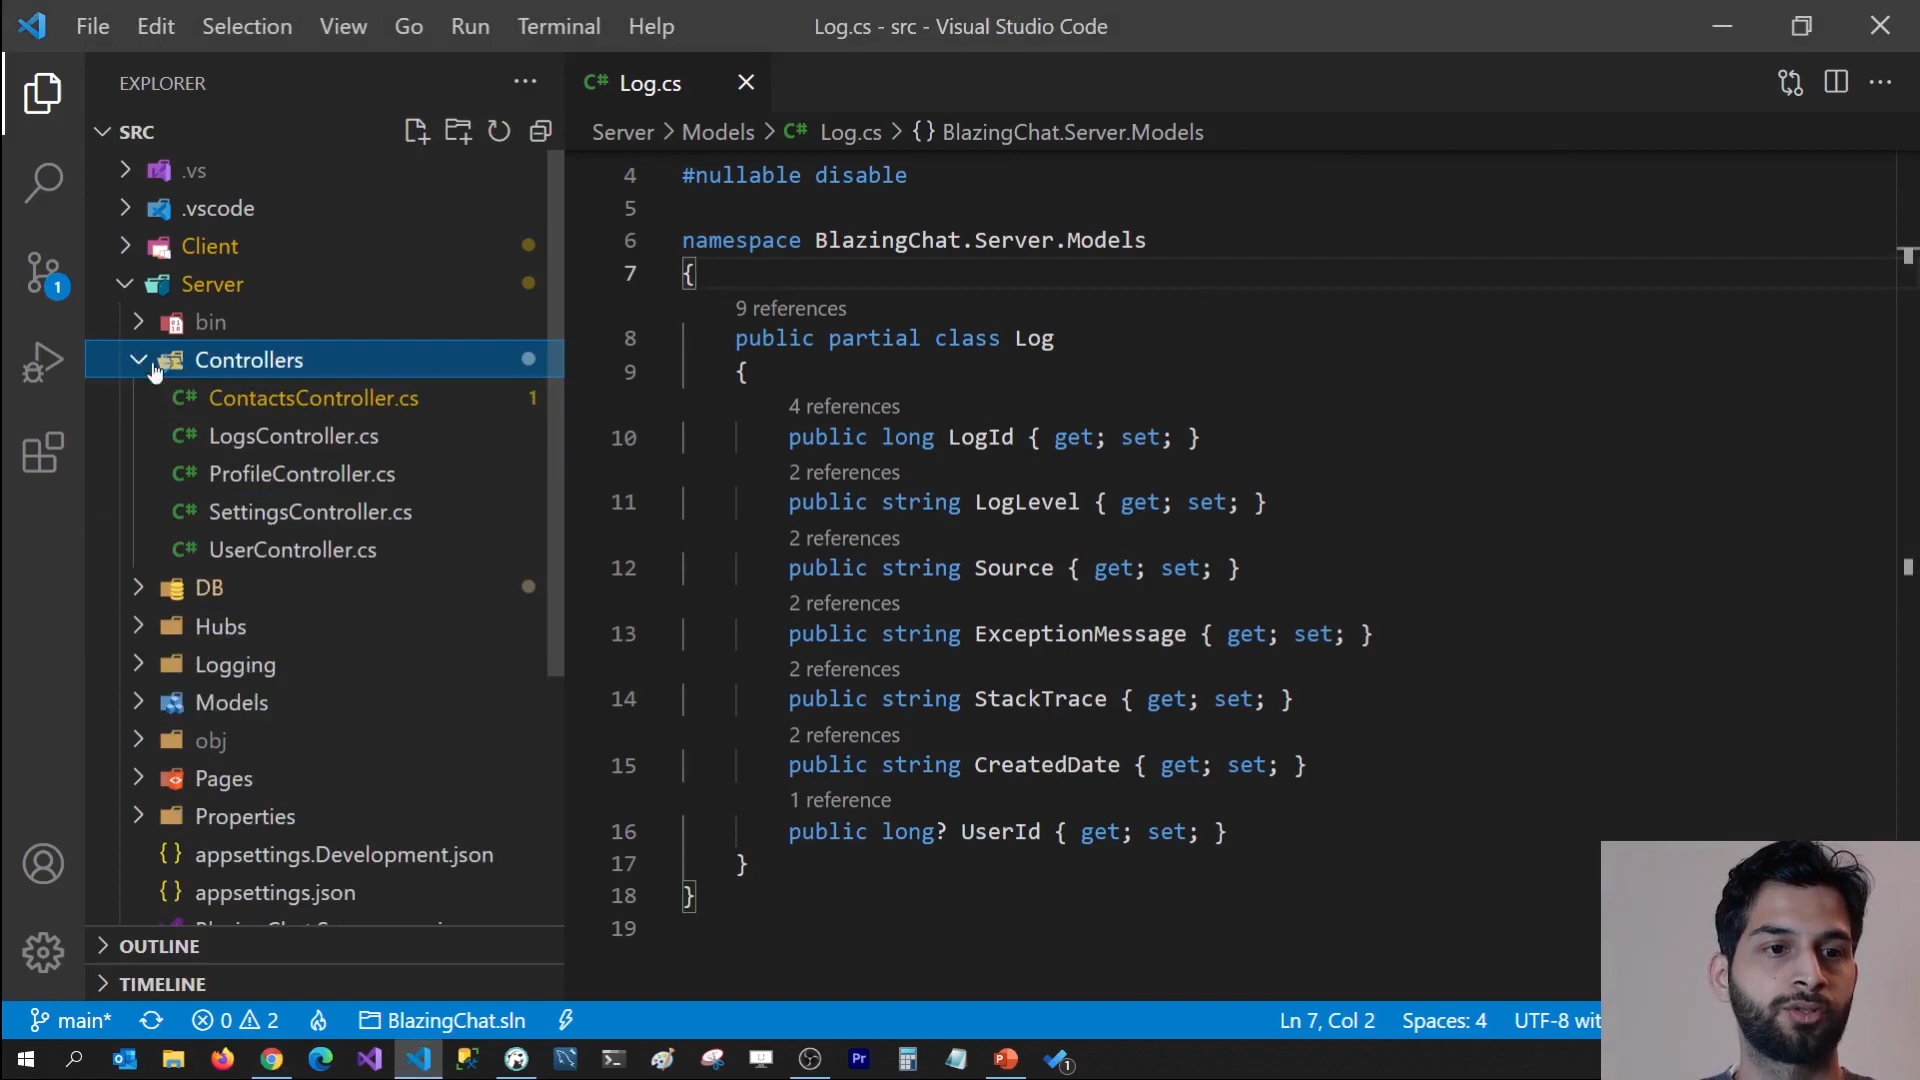 File Edit Selection View Go Run Terminal Help
Log.cs - src - Visual Studio Code
EXPLORER
SRC
.vs
.vscode
Client
Server
bin
Controllers
C# ContactsController.cs 1
C# LogsController.cs
C# ProfileController.cs
C# SettingsController.cs
C# UserController.cs
DB
Hubs
Logging
Models
obj
Pages
Properties
{} appsettings.Development.json
{} appsettings.json
OUTLINE
TIMELINE
1
C# Log.cs
Server > Models > C# Log.cs > {} BlazingChat.Server.Models
4 #nullable disable
5
6 namespace BlazingChat.Server.Models
7 {
9 references
8 public partial class Log
9 {
4 references
10 public long LogId { get; set; }
2 references
11 public string LogLevel { get; set; }
2 references
12 public string Source { get; set; }
2 references
13 public string ExceptionMessage { get; set; }
2 references
14 public string StackTrace { get; set; }
2 references
15 public string CreatedDate { get; set; }
1 reference
16 public long? UserId { get; set; }
17 }
18 }
19
main* 0 2 BlazingChat.sln Ln 7, Col 2 Spaces: 4 UTF-8 wit
Pr
1